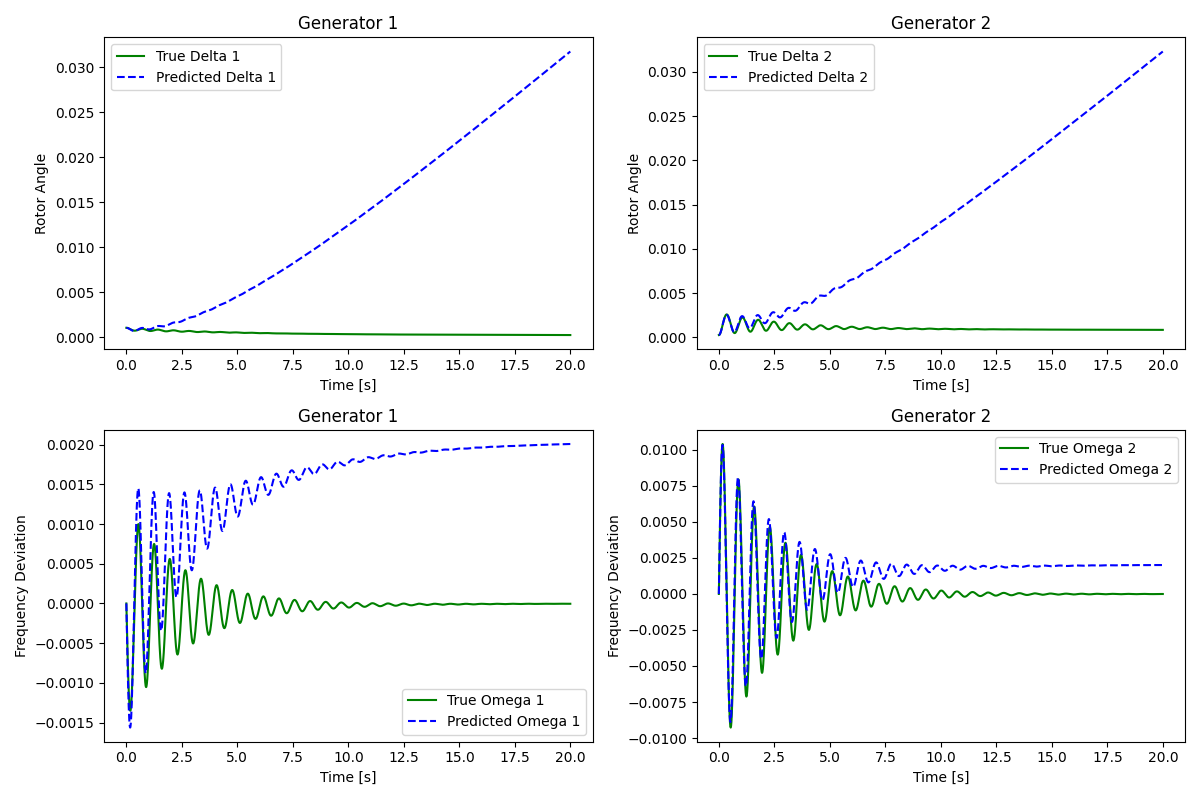 Generator 1
True Delta 1
Predicted Delta 1
0.030
0.025
0.020
0.015
0.010
0.005
0.000
Rotor Angle
0.0 2.5 5.0 7.5 10.0 12.5 15.0 17.5 20.0
Time [s]
Generator 2
True Delta 2
Predicted Delta 2
0.030
0.025
0.020
0.015
0.010
0.005
0.000
Rotor Angle
0.0 2.5 5.0 7.5 10.0 12.5 15.0 17.5 20.0
Time [s]
Generator 1
0.0020
0.0015
0.0010
0.0005
0.0000
−0.0005
−0.0010
−0.0015
Frequency Deviation
True Omega 1
Predicted Omega 1
0.0 2.5 5.0 7.5 10.0 12.5 15.0 17.5 20.0
Time [s]
Generator 2
True Omega 2
Predicted Omega 2
0.0100
0.0075
0.0050
0.0025
0.0000
−0.0025
−0.0050
−0.0075
−0.0100
Frequency Deviation
0.0 2.5 5.0 7.5 10.0 12.5 15.0 17.5 20.0
Time [s]